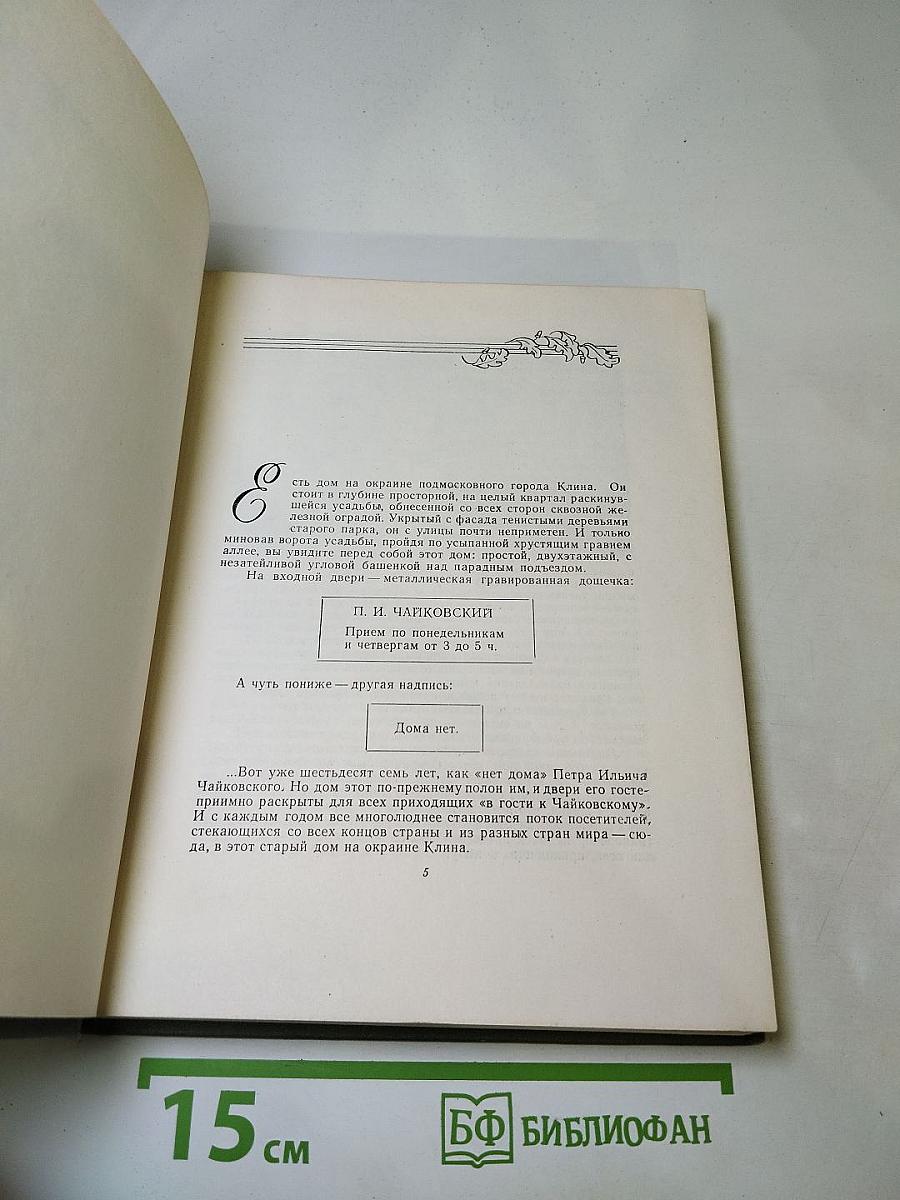 Есть дом на окраине подмосковного города Клина. Он
стоит в глубине просторной, на целый квартал раскинув-
шейся усадьбы, обнесенной со всех сторон сквозной же-
лезной оградой. Укрытый с фасада тенистыми деревьями
старого парка, он с улицы почти неприметен. И только
миновав ворота усадьбы, пройдя по усыпанной хрустящим гравием
аллее, вы увидите перед собой этот дом: простой, двухэтажный, с
незатейливой угловой башенкой над парадным подъездом.
На входной двери — металлическая гравированная дощечка:
П. И. ЧАЙКОВСКИЙ
Прием по понедельникам
и четвергам от 3 до 5 ч.
А чуть пониже — другая надпись:
Дома нет.
...Вот уже шестьдесят семь лет, как «нет дома» Петра Ильича
Чайковского. Но дом этот по-прежнему полон им, и двери его госте-
приимно раскрыты для всех приходящих «в гости к Чайковскому».
И с каждым годом все многолюднее становится поток посетителей,
стекающихся со всех концов страны и из разных стран мира — сю-
да, в этот старый дом на окраине Клина.
5
15 см
БФ БИБЛИОФАН